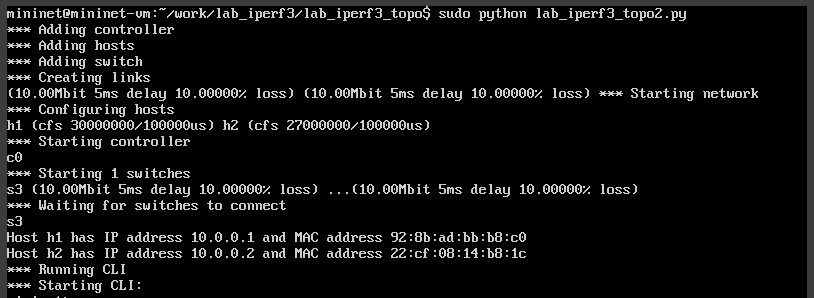 mininet@mininet-vm:~/work/lab_iperf3/lab_iperf3_topo$ sudo python lab_iperf3_topo2.py
*** Adding controller
*** Adding hosts
*** Adding switch
*** Creating links
(10.00Mbit 5ms delay 10.00000% loss) (10.00Mbit 5ms delay 10.00000% loss) *** Starting network
*** Configuring hosts
h1 (cfs 30000000/100000us) h2 (cfs 27000000/100000us)
*** Starting controller
c0
*** Starting 1 switches
s3 (10.00Mbit 5ms delay 10.00000% loss) ...(10.00Mbit 5ms delay 10.00000% loss)
*** Waiting for switches to connect
s3
Host h1 has IP address 10.0.0.1 and MAC address 92:8b:ad:bb:b8:c0
Host h2 has IP address 10.0.0.2 and MAC address 22:cf:08:14:b8:1c
*** Running CLI
*** Starting CLI: